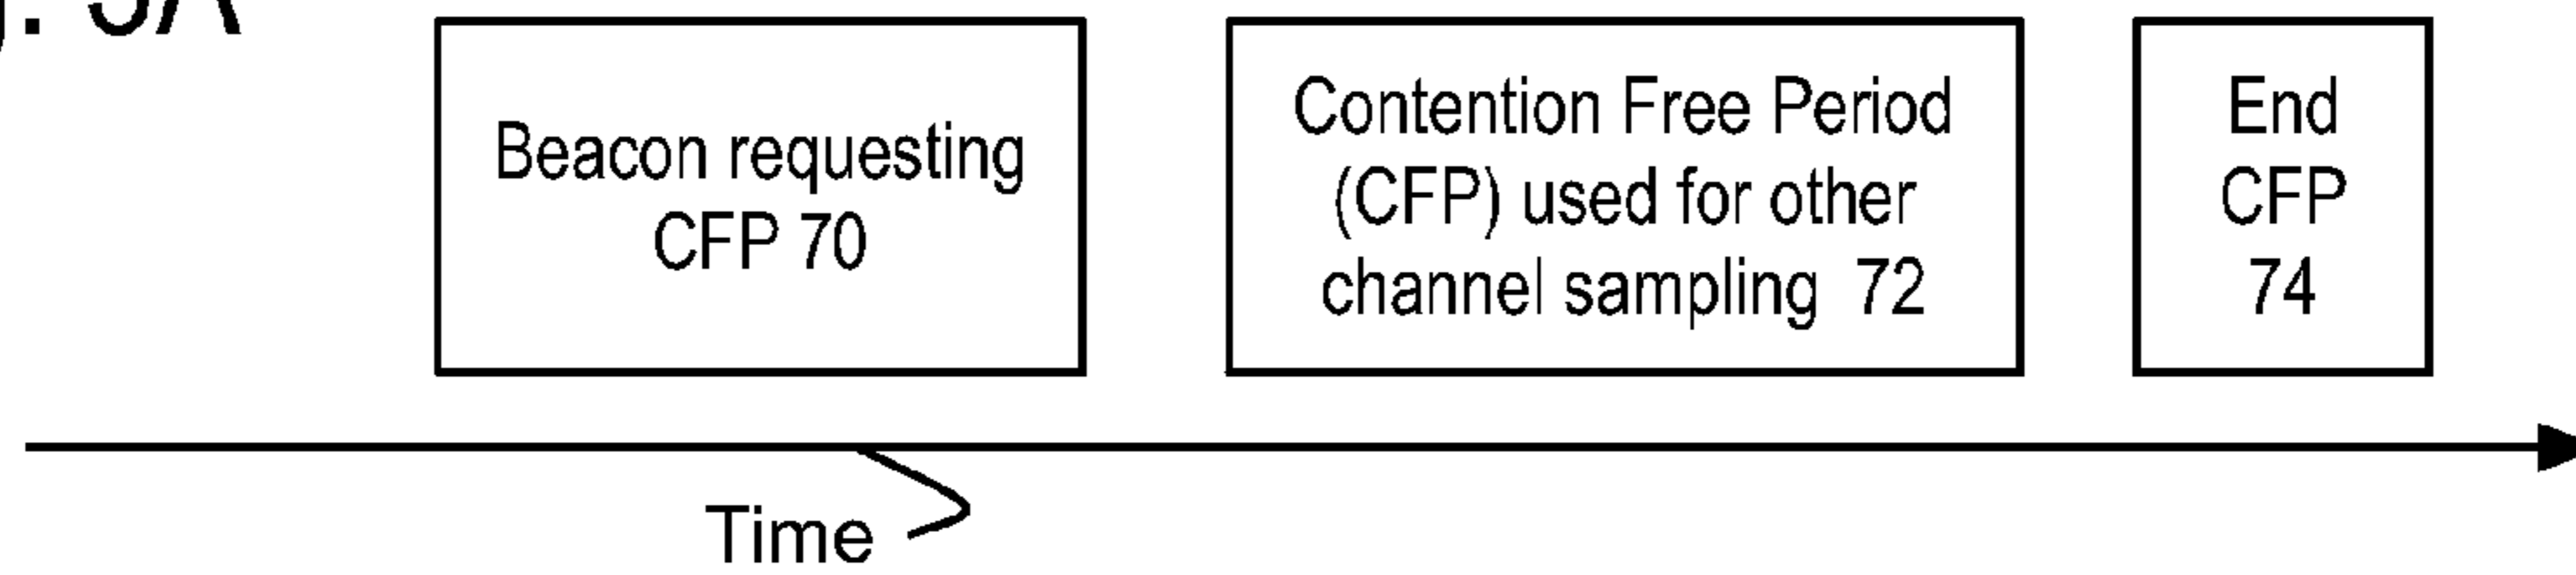 Beacon requesting
CFP 70
Contention Free Period
(CFP) used for other
channel sampling 72
End
CFP
74
Time